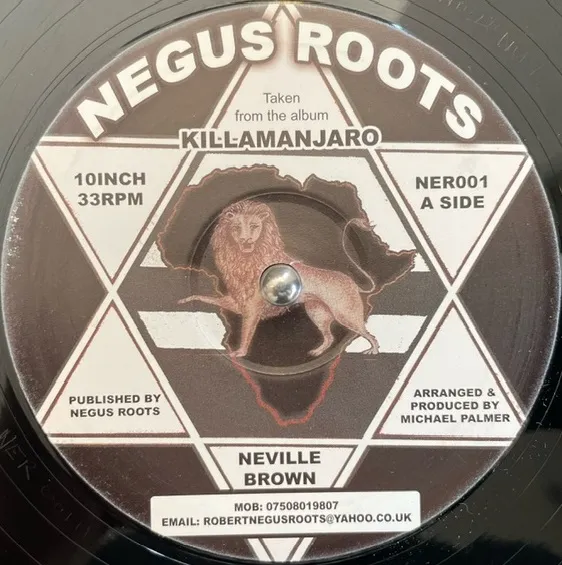 NEGUS ROOTS
Taken
from the album
KILLAMANJARO
10INCH
33RPM
NER001
A SIDE
PUBLISHED BY
NEGUS ROOTS
ARRANGED &
PRODUCED BY
MICHAEL PALMER
NEVILLE
BROWN
MOB: 07508019807
EMAIL: ROBERTNEGUSROOTS@YAHOO.CO.UK